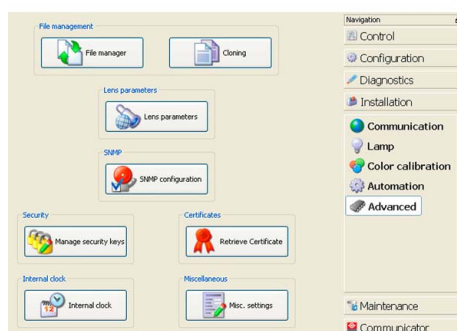 File management
File manager
Cloning
Lens parameters
Lens parameters
SNMP
SNMP configuration
Security
Manage security keys
Certificates
Retrieve Certificate
Internal clock
12
Internal clock
Miscellaneous
Misc. settings
Navigation
Control
Configuration
Diagnostics
Installation
Communication
Lamp
Color calibration
Automation
Advanced
Maintenance
Communicator